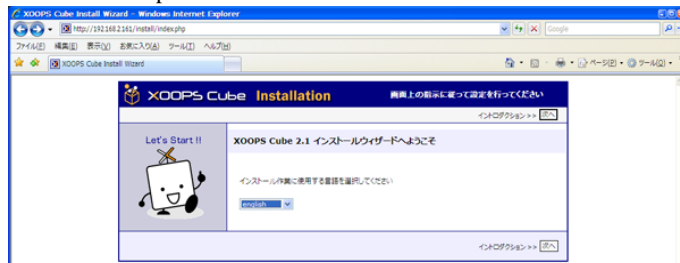 XOOPS Cube Install Wizard - Windows Internet Explorer
http://192.168.2.161/install/index.php
Google
ファイル(F) 編集(E) 表示(V) お気に入り(A) ツール(T) ヘルプ(H)
XOOPS Cube Install Wizard
ページ(P) ツール(O)
XOOPS Cube Installation
画面上の指示に従って設定を行ってください
イントロダクション >> 次へ
Let's Start !!
XOOPS Cube 2.1 インストールウィザードへようこそ
インストール作業に使用する言語を選択してください
english
イントロダクション >> 次へ